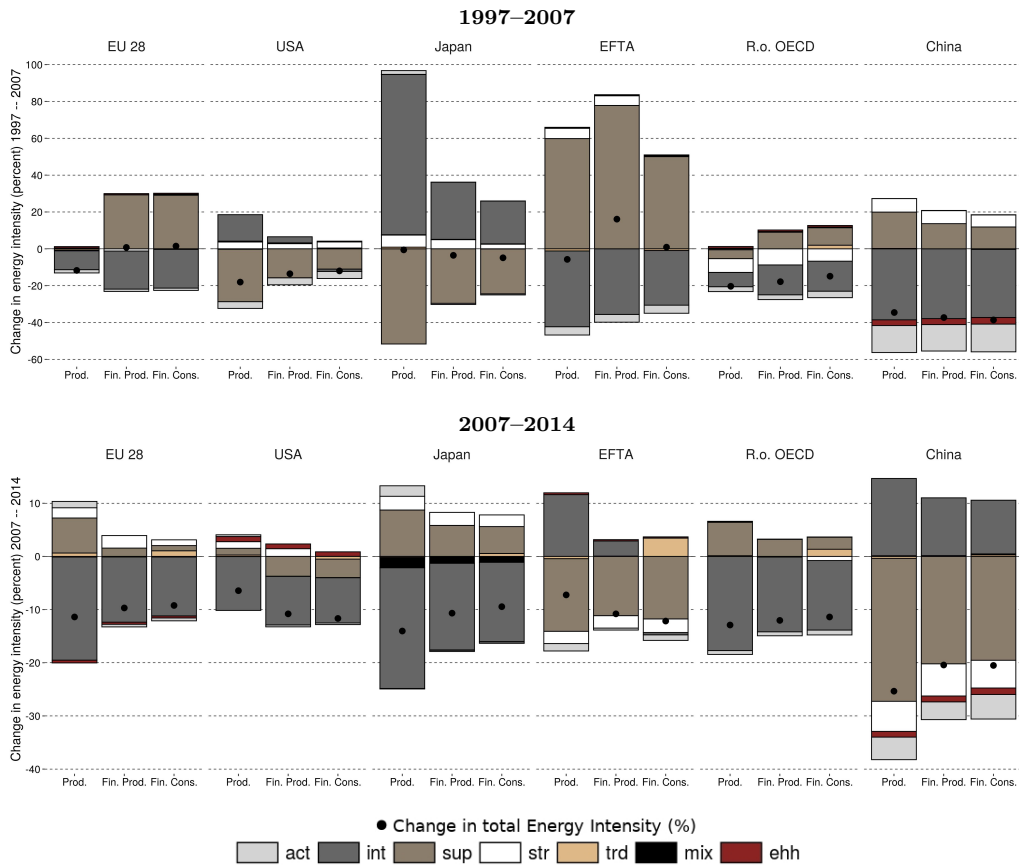 1997–2007
EU 28 USA Japan EFTA R.o. OECD China
Change in energy intensity (percent) 1997 -- 2007
100
80
60
40
20
0
-20
-40
-60
Prod. Fin. Prod. Fin. Cons. Prod. Fin. Prod. Fin. Cons. Prod. Fin. Prod. Fin. Cons. Prod. Fin. Prod. Fin. Cons. Prod. Fin. Prod. Fin. Cons. Prod. Fin. Prod. Fin. Cons.
2007–2014
EU 28 USA Japan EFTA R.o. OECD China
Change in energy intensity (percent) 2007 -- 2014
10
0
-10
-20
-30
-40
Prod. Fin. Prod. Fin. Cons. Prod. Fin. Prod. Fin. Cons. Prod. Fin. Prod. Fin. Cons. Prod. Fin. Prod. Fin. Cons. Prod. Fin. Prod. Fin. Cons. Prod. Fin. Prod. Fin. Cons.
Change in total Energy Intensity (%)
act int sup str trd mix ehh